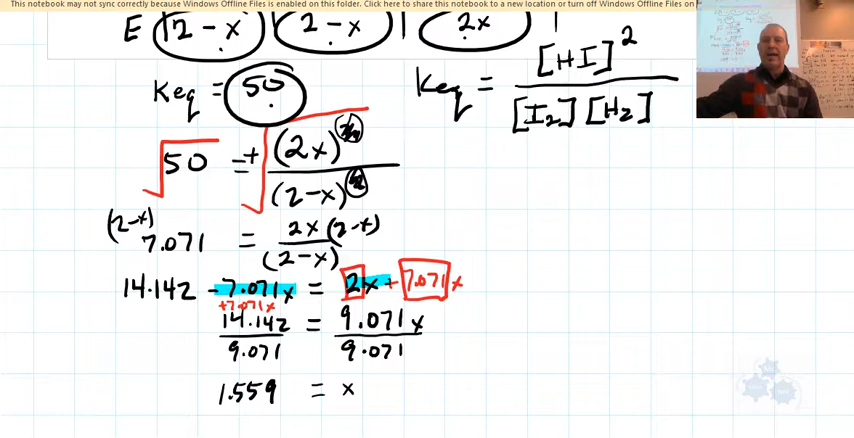 This notebook may not sync correctly because Windows Offline Files is enabled on this folder. Click here to share this notebook to a new location or turn off Windows Offline Files on
E 2-x 2-x 2x
Keq = 50
Keq = [HI]² / [I₂][H₂]
√50 = ± √ (2x)² / (2-x)²
(2-x) 7.071 = 2x (2-x) / (2-x)
14.142 - 7.071x = 2x + 7.071x
+7.071x
14.142 = 9.071x
9.071 9.071
1.559 = x